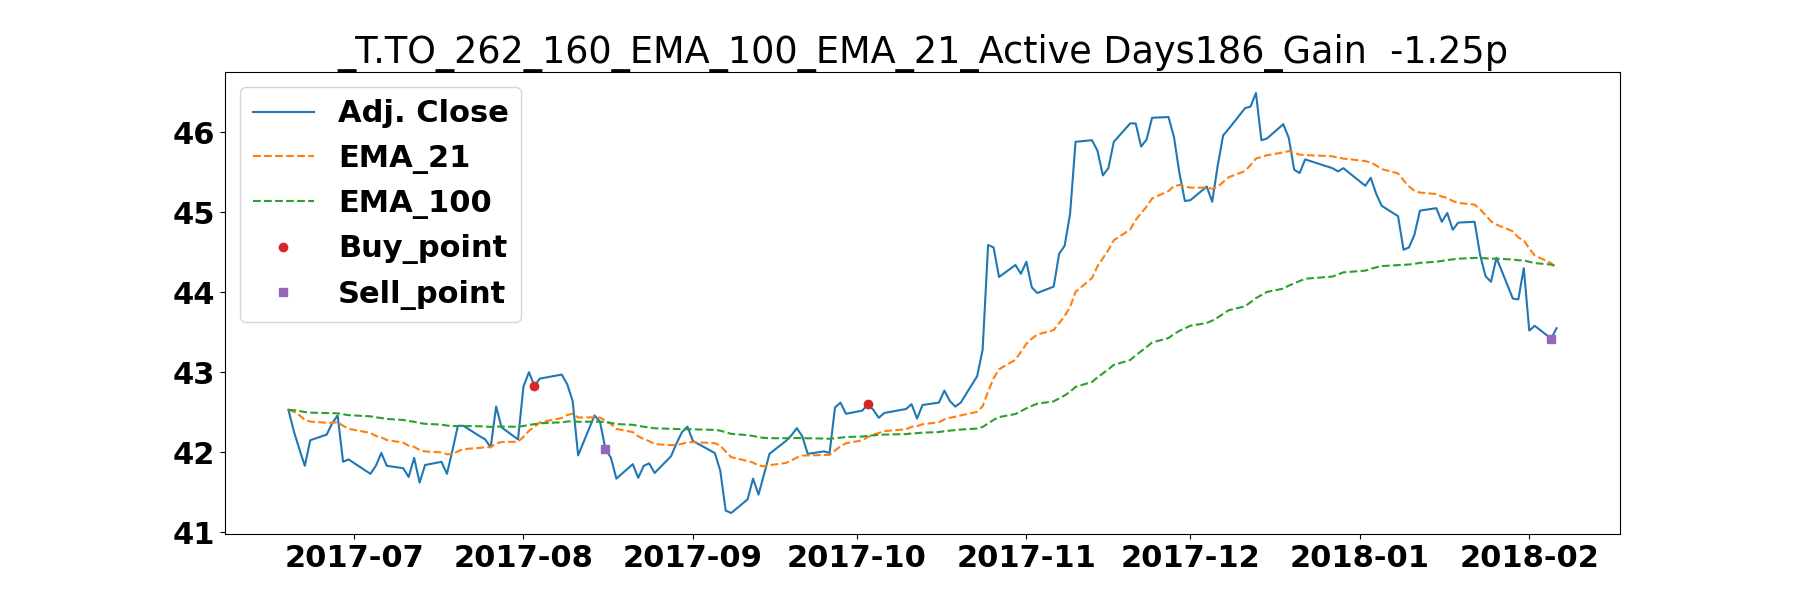 _T.TO_262_160_EMA_100_EMA_21_Active Days186_Gain  -1.25p
Adj. Close
EMA_21
EMA_100
Buy_point
Sell_point
46
45
44
43
42
41
2017-07 2017-08 2017-09 2017-10 2017-11 2017-12 2018-01 2018-02